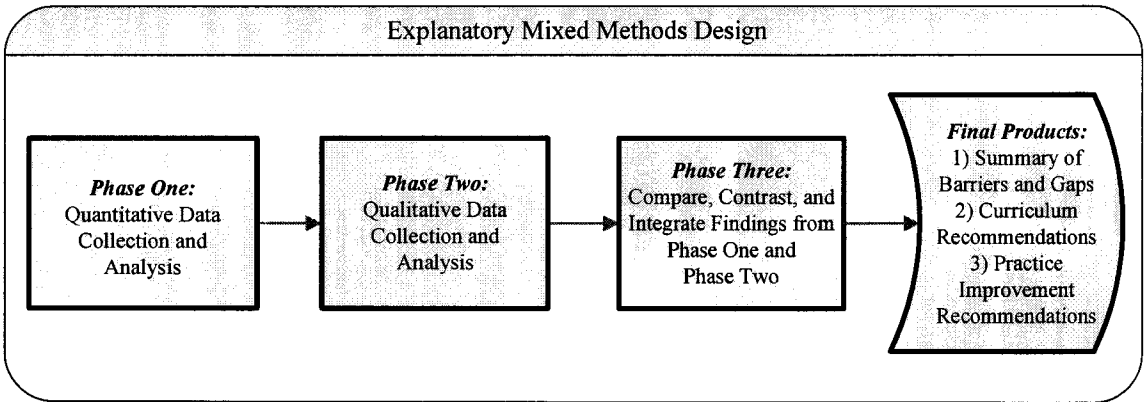 Explanatory Mixed Methods Design
Phase One:
Quantitative Data
Collection and
Analysis
Phase Two:
Qualitative Data
Collection and
Analysis
Phase Three:
Compare, Contrast, and
Integrate Findings from
Phase One and
Phase Two
Final Products:
1) Summary of
Barriers and Gaps
2) Curriculum
Recommendations
3) Practice
Improvement
Recommendations